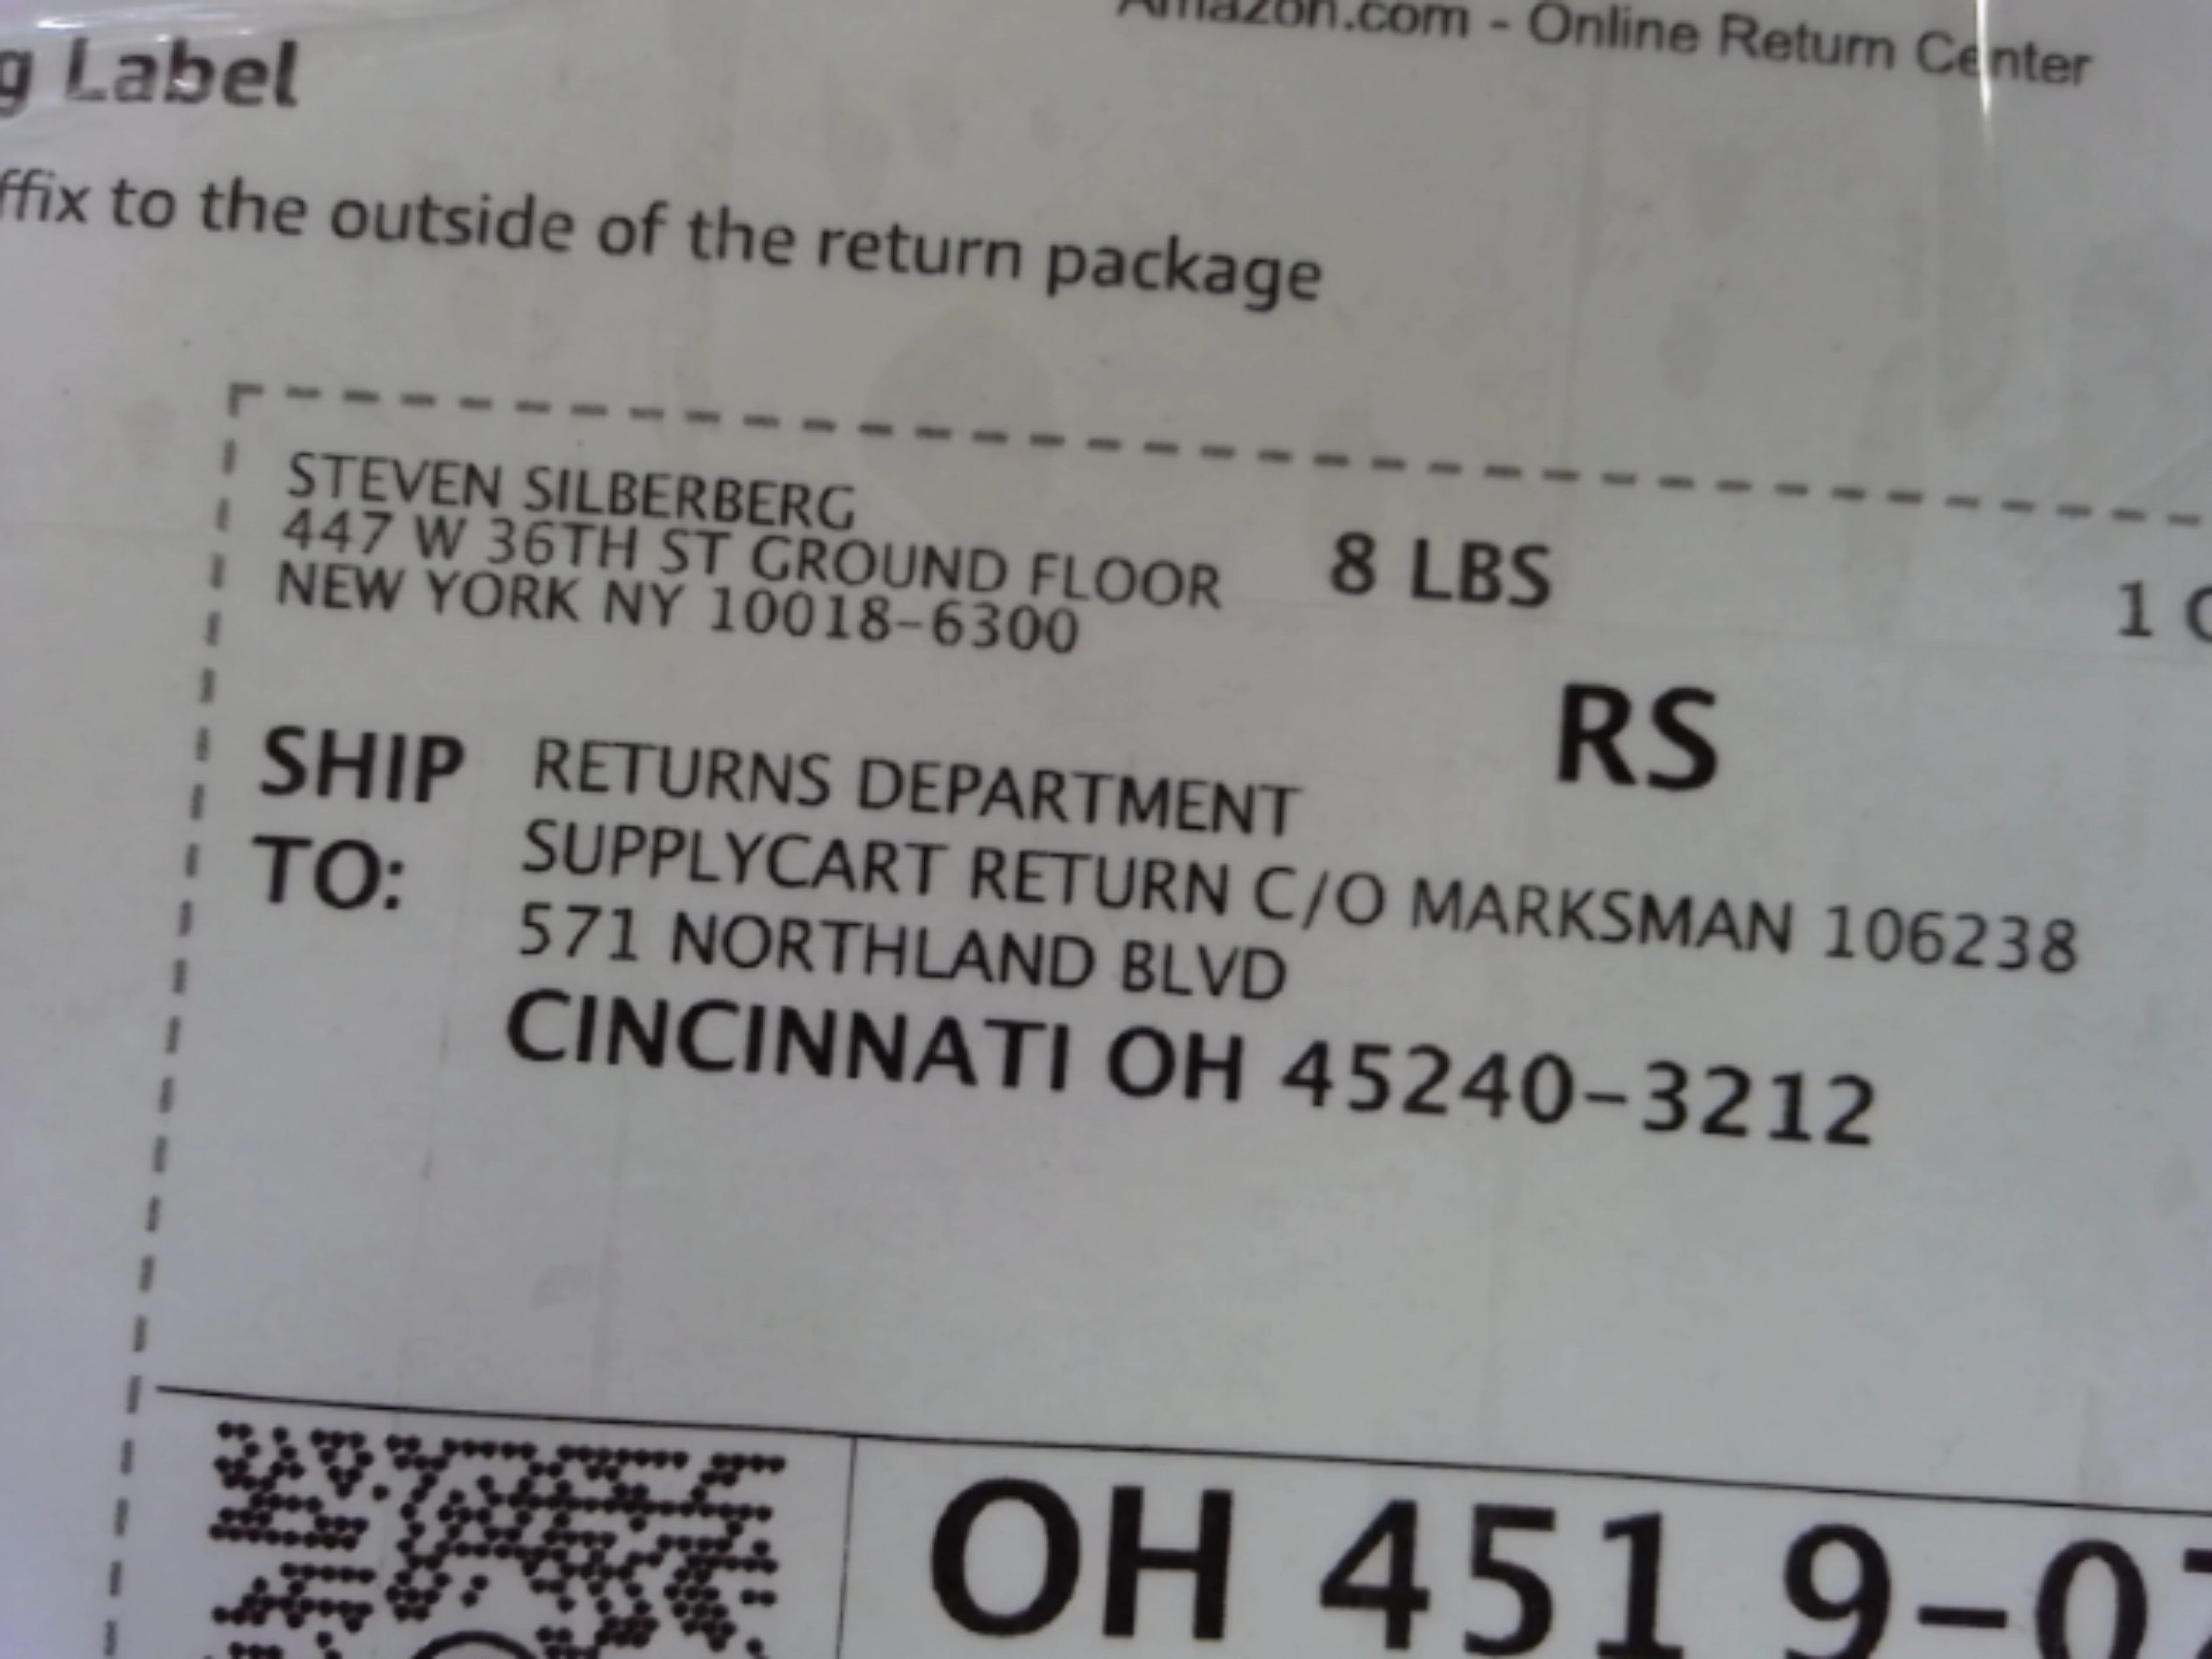 Amazon.com - Online Return Center
g Label
ffix to the outside of the return package
STEVEN SILBERBERG
447 W 36TH ST GROUND FLOOR
NEW YORK NY 10018-6300
8 LBS
1
RS
SHIP TO:
RETURNS DEPARTMENT
SUPPLYCART RETURN C/O MARKSMAN 106238
571 NORTHLAND BLVD
CINCINNATI OH 45240-3212
OH 451 9-07